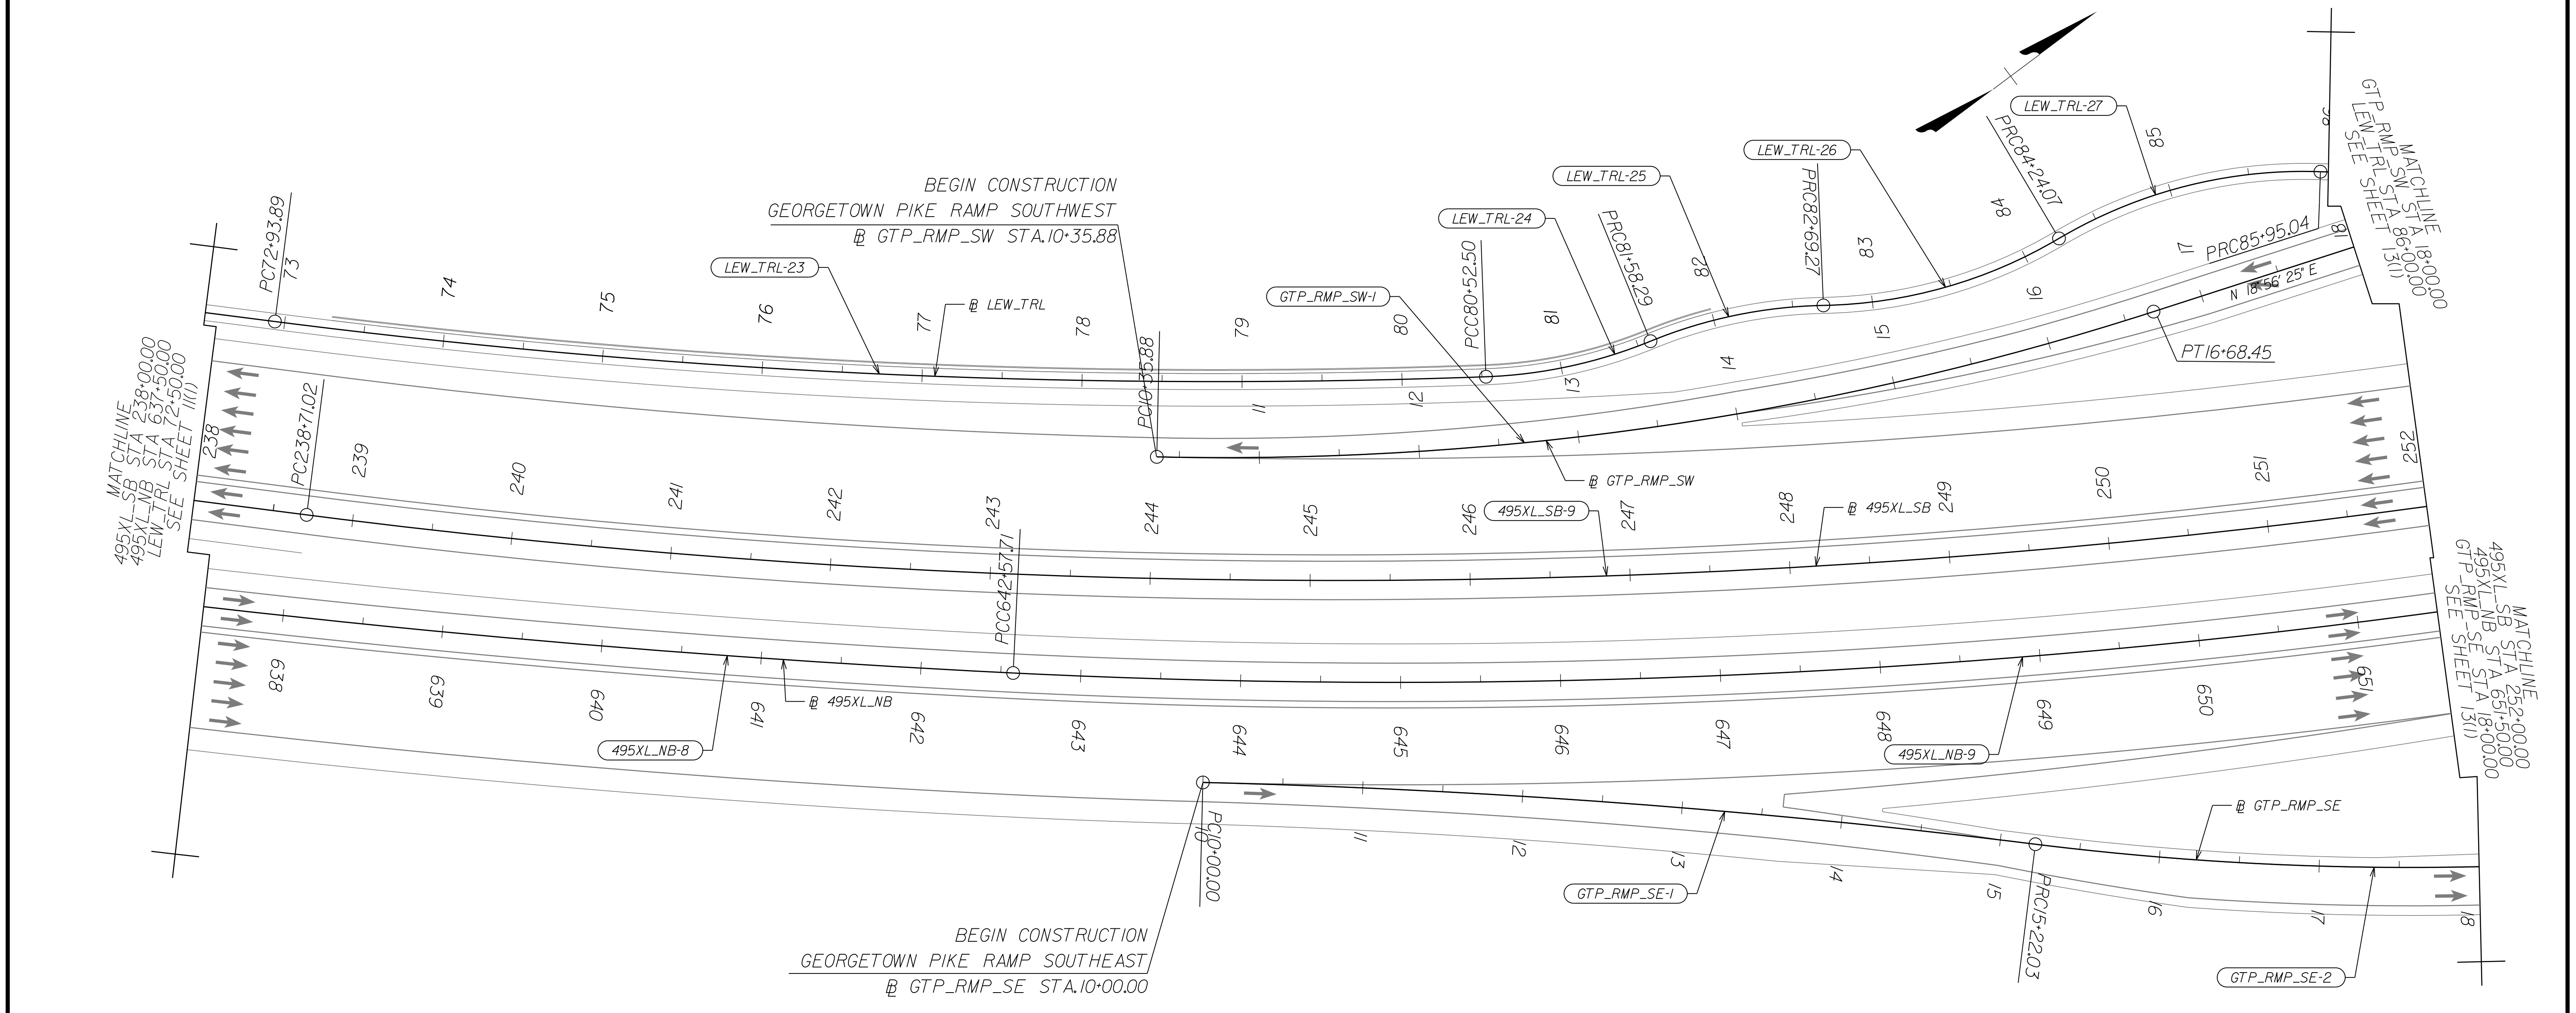 MATCHLINE
495XL_SB STA 238+00.00
495XL_NB STA 637+50.00
LEW_TRL STA 72+50.00
SEE SHEET 11(1)
PC72+93.89
73
74
75
76
77
78
79
80
81
82
83
84
85
LEW_TRL-23
LEW_TRL
BEGIN CONSTRUCTION
GEORGETOWN PIKE RAMP SOUTHWEST
GTP_RMP_SW STA.10+35.88
PC10+35.88
GTP_RMP_SW-1
LEW_TRL-24
PCC80+52.50
LEW_TRL-25
PRC81+58.29
LEW_TRL-26
PRC82+69.27
PRC84+24.07
LEW_TRL-27
PRC85+95.04
MATCHLINE
GTP_RMP_SW STA 18+00.00
LEW_TRL STA 86+00.00
SEE SHEET 13(1)
11
12
13
14
15
16
17
18
N 18°56' 25" E
PT16+68.45
GTP_RMP_SW
238
PC238+71.02
239
240
241
242
243
244
245
246
247
248
249
250
251
252
495XL_SB-9
495XL_SB
PCC642+57.71
638
639
640
641
642
643
644
645
646
647
648
649
650
651
495XL_NB-8
495XL_NB
495XL_NB-9
MATCHLINE
495XL_SB STA 252+00.00
495XL_NB STA 651+50.00
GTP_RMP_SE STA 18+00.00
SEE SHEET 13(1)
PC10+00.00
10
11
12
13
14
15
16
17
18
BEGIN CONSTRUCTION
GEORGETOWN PIKE RAMP SOUTHEAST
GTP_RMP_SE STA.10+00.00
GTP_RMP_SE-1
PRC15+22.03
GTP_RMP_SE
GTP_RMP_SE-2